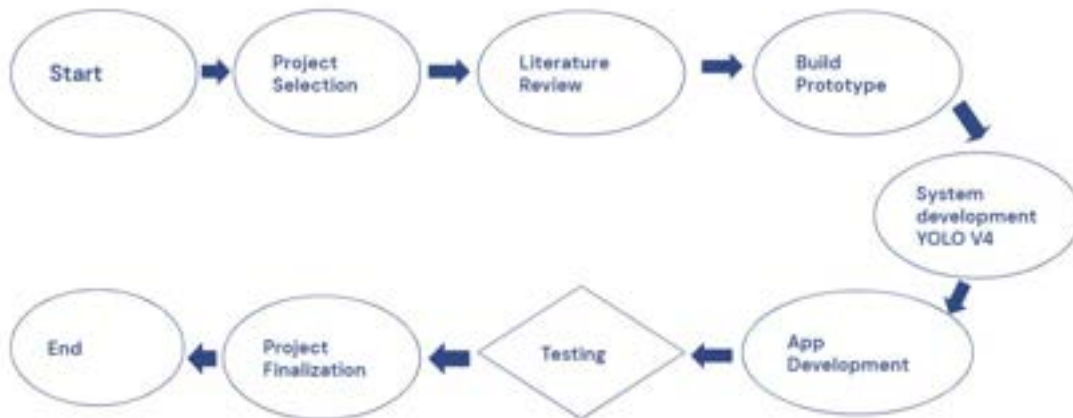 Start
Project
Selection
Literature
Review
Build
Prototype
System
development
YOLO V4
App
Development
Testing
Project
Finalization
End